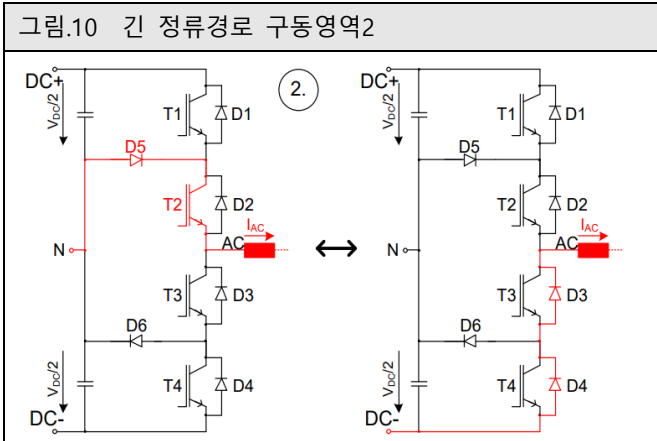 그림.10 긴 정류경로 구동영역2
DC+
VDC/2
T1
D1
D5
T2
D2
IAC
AC
N
T3
D3
D6
VDC/2
T4
D4
DC-
2.
DC+
VDC/2
T1
D1
D5
T2
D2
IAC
AC
N
T3
D3
D6
VDC/2
T4
D4
DC-